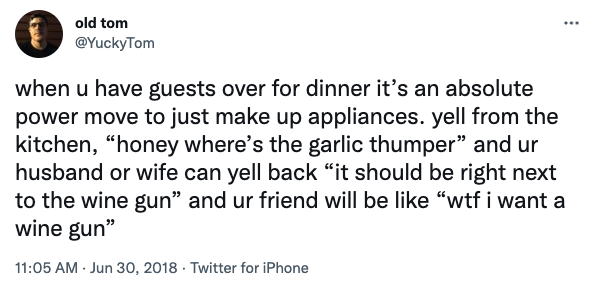 old tom
@YuckyTom
when u have guests over for dinner it’s an absolute
power move to just make up appliances. yell from the
kitchen, “honey where’s the garlic thumper” and ur
husband or wife can yell back “it should be right next
to the wine gun” and ur friend will be like “wtf i want a
wine gun”
11:05 AM · Jun 30, 2018 · Twitter for iPhone